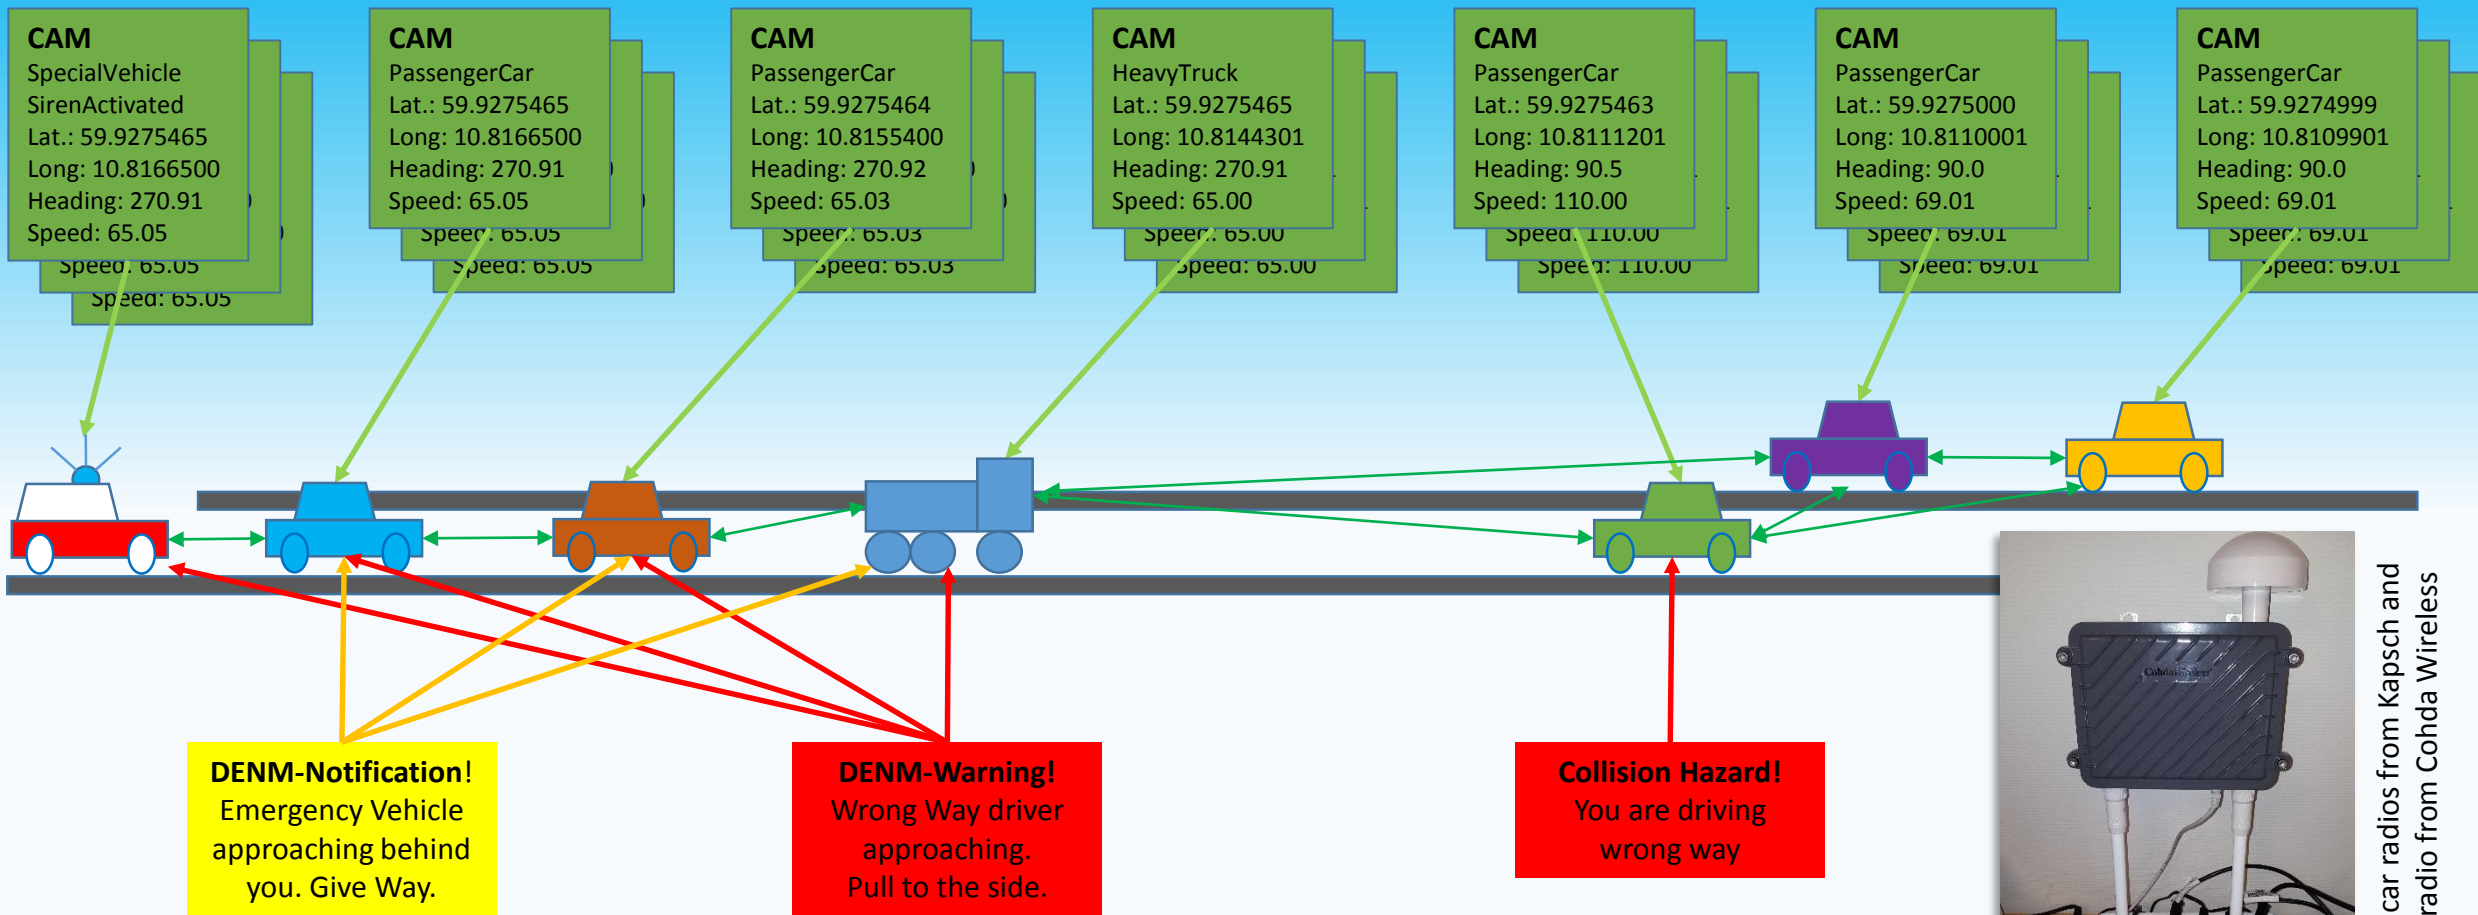 CAM
SpecialVehicle
SirenActivated
Lat.: 59.9275465
Long: 10.8166500
Heading: 270.91
Speed: 65.05
Speed: 65.05
Speed: 65.05
CAM
PassengerCar
Lat.: 59.9275465
Long: 10.8166500
Heading: 270.91
Speed: 65.05
Speed: 65.05
Speed: 65.05
CAM
PassengerCar
Lat.: 59.9275464
Long: 10.8155400
Heading: 270.92
Speed: 65.03
Speed: 65.03
Speed: 65.03
CAM
HeavyTruck
Lat.: 59.9275465
Long: 10.8144301
Heading: 270.91
Speed: 65.00
Speed: 65.00
Speed: 65.00
CAM
PassengerCar
Lat.: 59.9275463
Long: 10.8111201
Heading: 90.5
Speed: 110.00
Speed: 110.00
Speed: 110.00
CAM
PassengerCar
Lat.: 59.9275000
Long: 10.8110001
Heading: 90.0
Speed: 69.01
Speed: 69.01
Speed: 69.01
CAM
PassengerCar
Lat.: 59.9274999
Long: 10.8109901
Heading: 90.0
Speed: 69.01
Speed: 69.01
Speed: 69.01
DENM-Notification!
Emergency Vehicle
approaching behind
you. Give Way.
DENM-Warning!
Wrong Way driver
approaching.
Pull to the side.
Collision Hazard!
You are driving
wrong way
car radios from Kapsch and
radio from Cohda Wireless